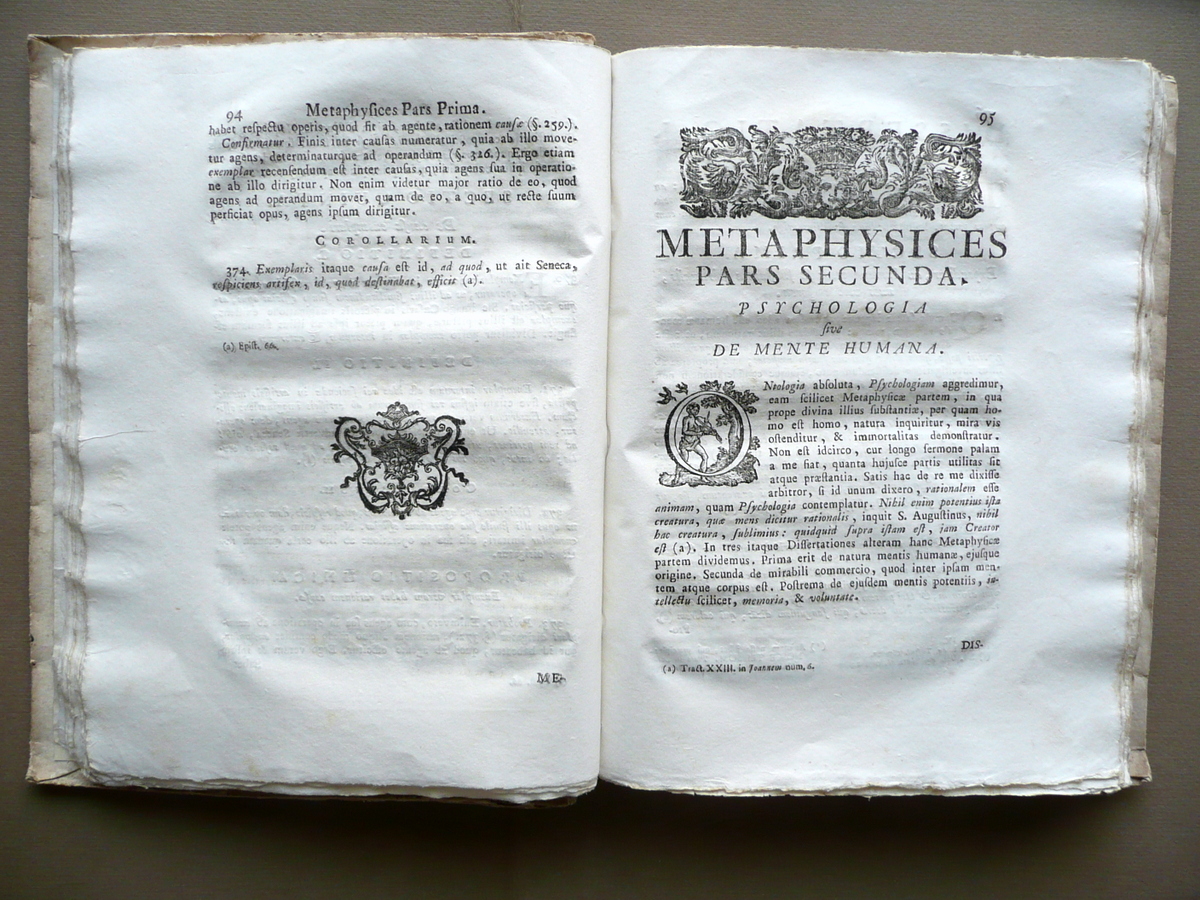 94 Metaphyſices Pars Prima.
habet reſpectu operis, quod fit ab agente, rationem cauſæ (§. 259.).
Confirmatur. Finis inter cauſas numeratur, quia ab illo move-
tur agens, determinaturque ad operandum (§. 326.). Ergo etiam
exemplar recenſendum eſt inter cauſas, quia agens ſua in operatio-
ne ab illo dirigitur. Non enim videtur major ratio de eo, quod
agens ad operandum movet, quam de eo, a quo, ut recte ſuum
perficiat opus, agens ipſum dirigitur.
COROLLARIUM.
374. Exemplaris itaque cauſa eſt id, ad quod, ut ait Seneca,
reſpiciens artifex, id, quod deſtinabat, efficit (a).
(a) Epiſt. 66.
ME-
95
METAPHYSICES
PARS SECUNDA.
PSYCHOLOGIA
ſive
DE MENTE HUMANA.
ONtologia abſoluta, Pſychologiam aggredimur,
eam ſcilicet Metaphyſicæ partem, in qua
prope divina illius ſubſtantiæ, per quam ho-
mo eſt homo, natura inquiritur, mira vis
oſtenditur, & immortalitas demonſtratur.
Non eſt idcirco, cur longo ſermone palam
a me fiat, quanta hujuſce partis utilitas ſit
atque præſtantia. Satis hac de re me dixiſſe
arbitror, ſi id unum dixero, rationalem eſſe
animam, quam Pſychologia contemplatur. Nihil enim potentius iſta
creatura, quæ mens dicitur rationalis, inquit S. Auguſtinus, nihil
hac creatura, ſublimius: quidquid ſupra iſtam eſt, jam Creator
eſt (a). In tres itaque Diſſertationes alteram hanc Metaphyſicæ
partem dividemus. Prima erit de natura mentis humanæ, ejuſque
origine. Secunda de mirabili commercio, quod inter ipſam men-
tem atque corpus eſt. Poſtrema de ejuſdem mentis potentiis, in-
tellectu ſcilicet, memoria, & voluntate.
DIS-
(a) Tract. XXIII. in Joannem num. 6.